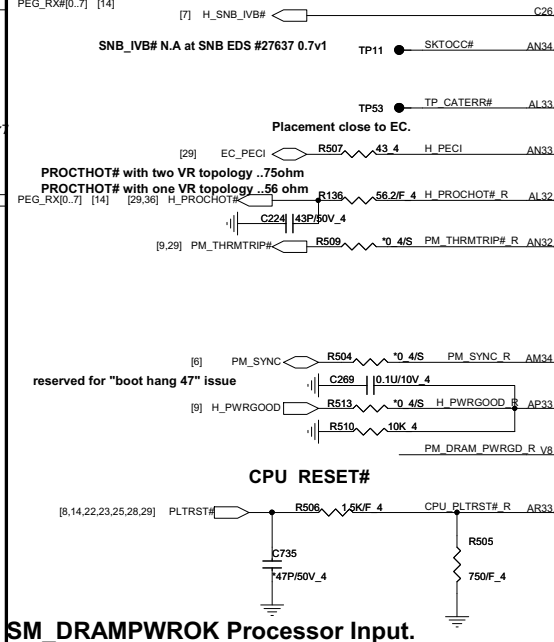 PEG_RX#[0..7] [14]
[7] H_SNB_IVB# C26
SNB_IVB# N.A at SNB EDS #27637 0.7v1
TP11 SKTOCC# AN34
TP53 TP_CATERR# AL33
Placement close to EC.
[29] EC_PECI R507 43_4 H_PECI AN33
PROCTHOT# with two VR topology ..75ohm
PROCTHOT# with one VR topology ..56 ohm
PEG_RX[0..7] [14] [29,36] H_PROCHOT# R136 56.2/F_4 H_PROCHOT#_R AL32
C224 43P/50V_4
[9,29] PM_THRMTRIP# R509 *0_4/S PM_THRMTRIP#_R AN32
[6] PM_SYNC R504 *0_4/S PM_SYNC_R AM34
reserved for "boot hang 47" issue
C269 0.1U/10V_4
[9] H_PWRGOOD R513 *0_4/S H_PWRGOOD_R AP33
R510 10K_4
PM_DRAM_PWRGD_R V8
CPU RESET#
[8,14,22,23,25,28,29] PLTRST# R506 1.5K/F_4 CPU_PLTRST#_R AR33
R505
C735
*47P/50V_4
750/F_4
SM_DRAMPWROK Processor Input.